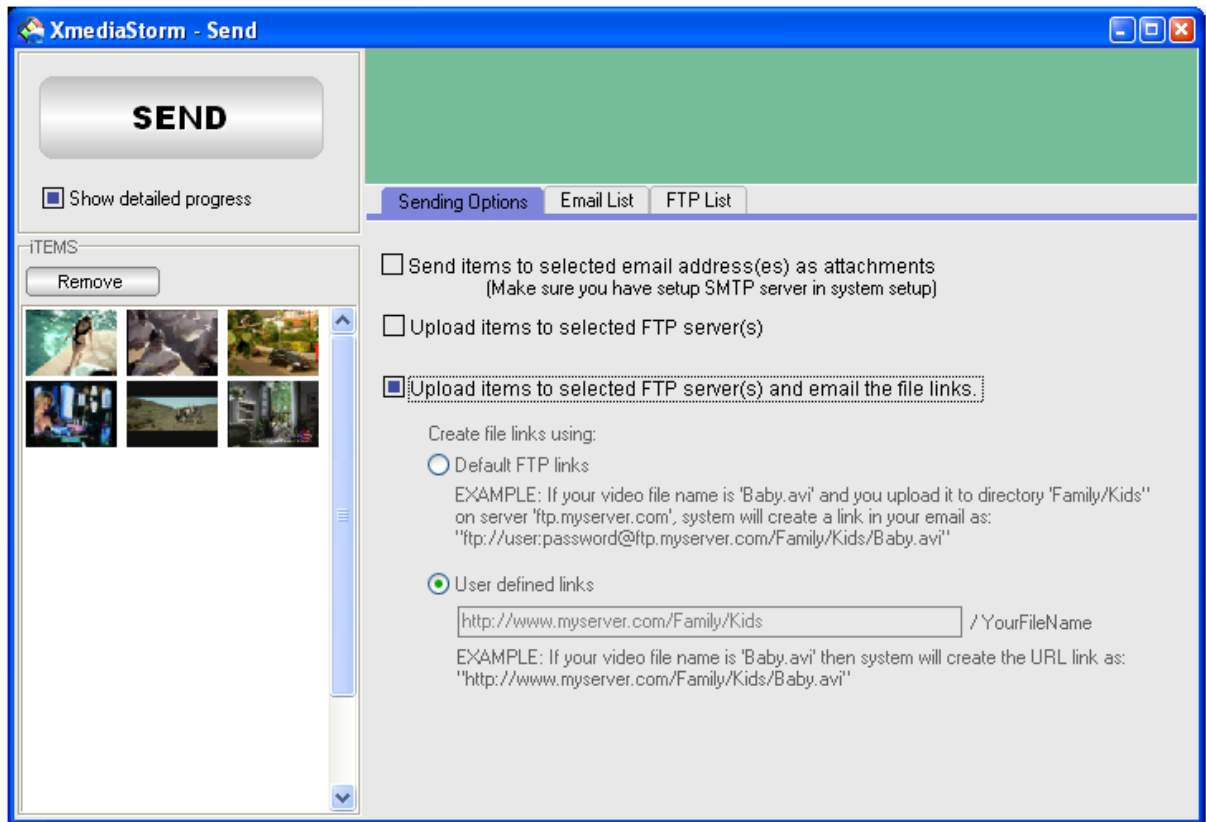 XmediaStorm - Send
SEND
Show detailed progress
iTEMS
Remove
Sending Options
Email List
FTP List
Send items to selected email address(es) as attachments
(Make sure you have setup SMTP server in system setup)
Upload items to selected FTP server(s)
Upload items to selected FTP server(s) and email the file links.
Create file links using:
Default FTP links
EXAMPLE: If your video file name is 'Baby.avi' and you upload it to directory 'Family/Kids''
on server 'ftp.myserver.com', system will create a link in your email as:
''ftp://user:password@ftp.myserver.com/Family/Kids/Baby.avi''
User defined links
http://www.myserver.com/Family/Kids
/ YourFileName
EXAMPLE: If your video file name is 'Baby.avi' then system will create the URL link as:
''http://www.myserver.com/Family/Kids/Baby.avi''